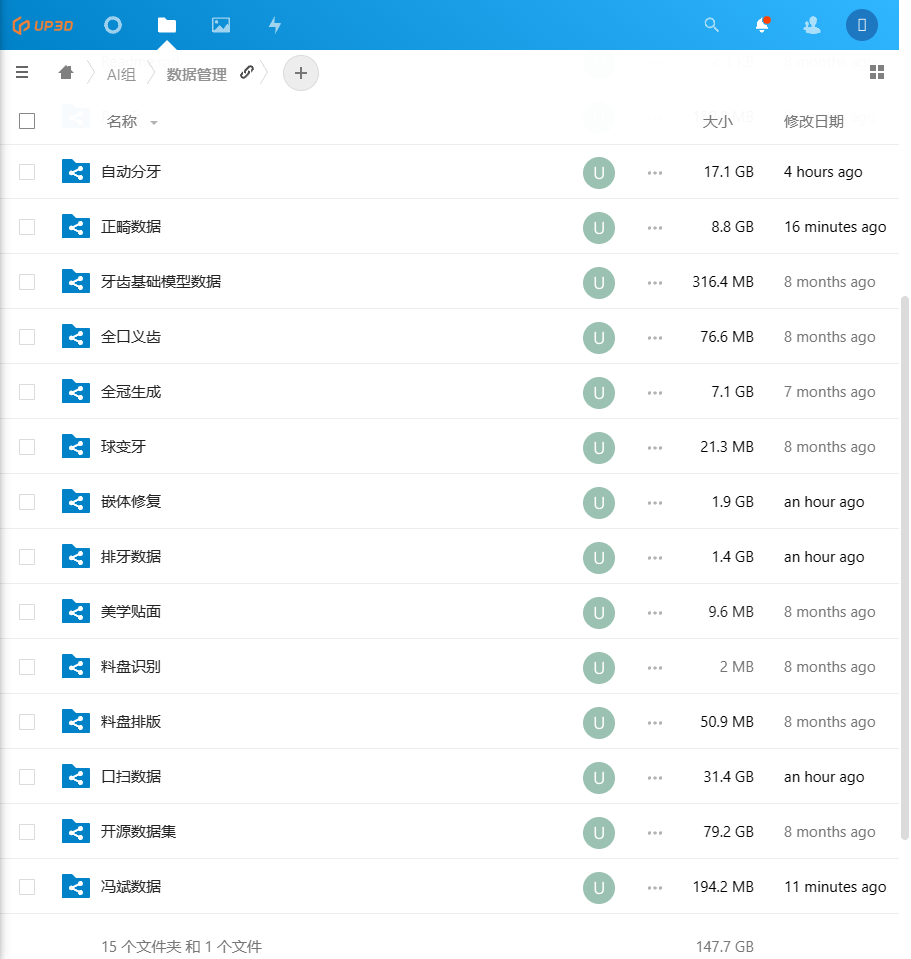 UP3D
AI组 数据管理
名称 大小 修改日期
自动分牙 U 17.1 GB 4 hours ago
正畸数据 U 8.8 GB 16 minutes ago
牙齿基础模型数据 U 316.4 MB 8 months ago
全口义齿 U 76.6 MB 8 months ago
全冠生成 U 7.1 GB 7 months ago
球变牙 U 21.3 MB 8 months ago
嵌体修复 U 1.9 GB an hour ago
排牙数据 U 1.4 GB an hour ago
美学贴面 U 9.6 MB 8 months ago
料盘识别 U 2 MB 8 months ago
料盘排版 U 50.9 MB 8 months ago
口扫数据 U 31.4 GB an hour ago
开源数据集 U 79.2 GB 8 months ago
冯斌数据 U 194.2 MB 11 minutes ago
15 个文件夹 和 1 个文件 147.7 GB